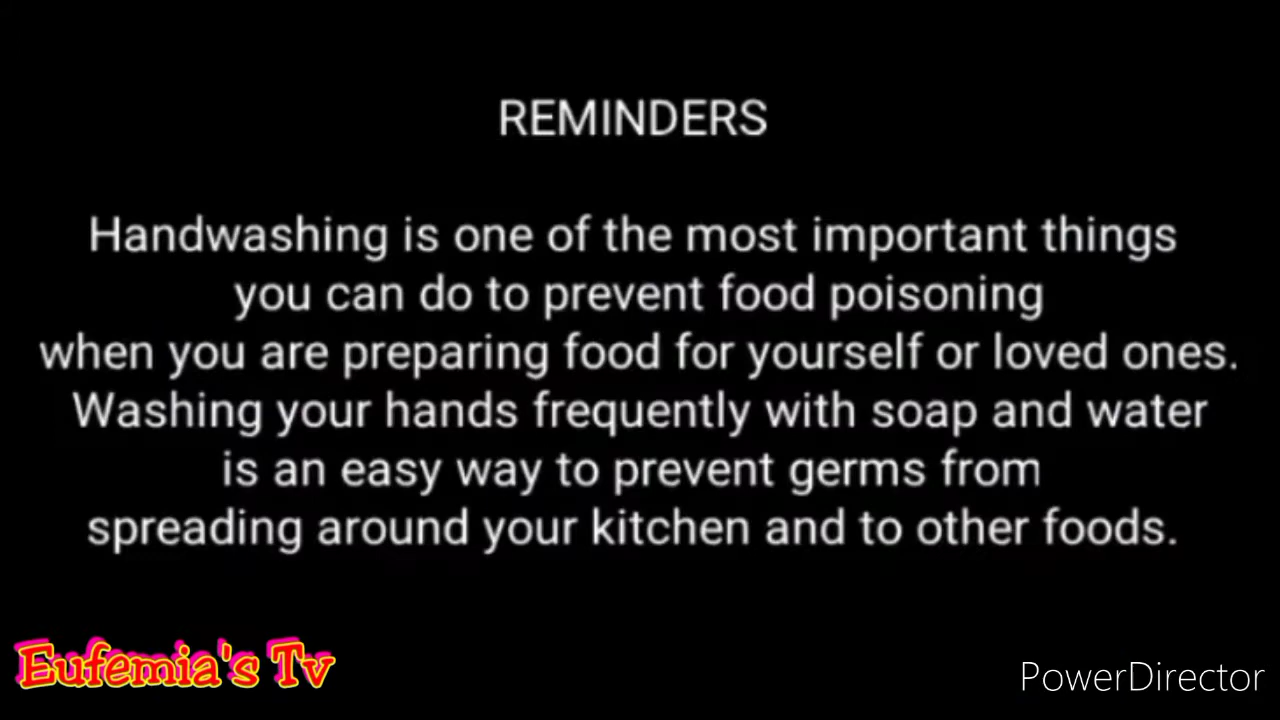 REMINDERS
Handwashing is one of the most important things
you can do to prevent food poisoning
when you are preparing food for yourself or loved ones.
Washing your hands frequently with soap and water
is an easy way to prevent germs from
spreading around your kitchen and to other foods.
Eufemia's Tv
PowerDirector